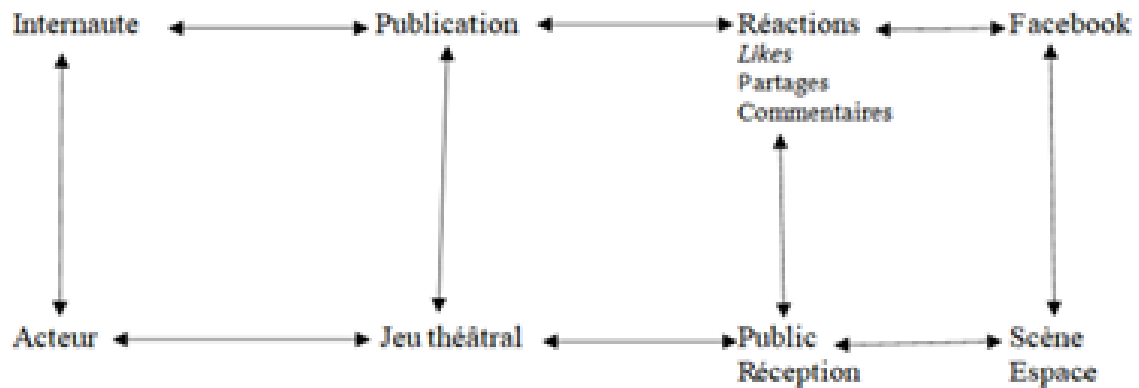 Internaute Publication Réactions Facebook
Likes
Partages
Commentaires
Acteur Jeu théâtral Public Scène
Réception Espace